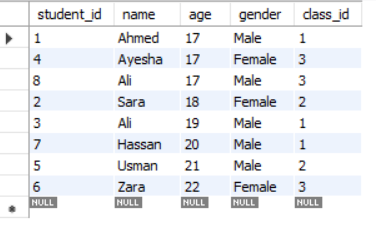 student_id name age gender class_id
1 Ahmed 17 Male 1
4 Ayesha 17 Female 3
8 Ali 17 Male 3
2 Sara 18 Female 2
3 Ali 19 Male 1
7 Hassan 20 Male 1
5 Usman 21 Male 2
6 Zara 22 Female 3
NULL NULL NULL NULL NULL